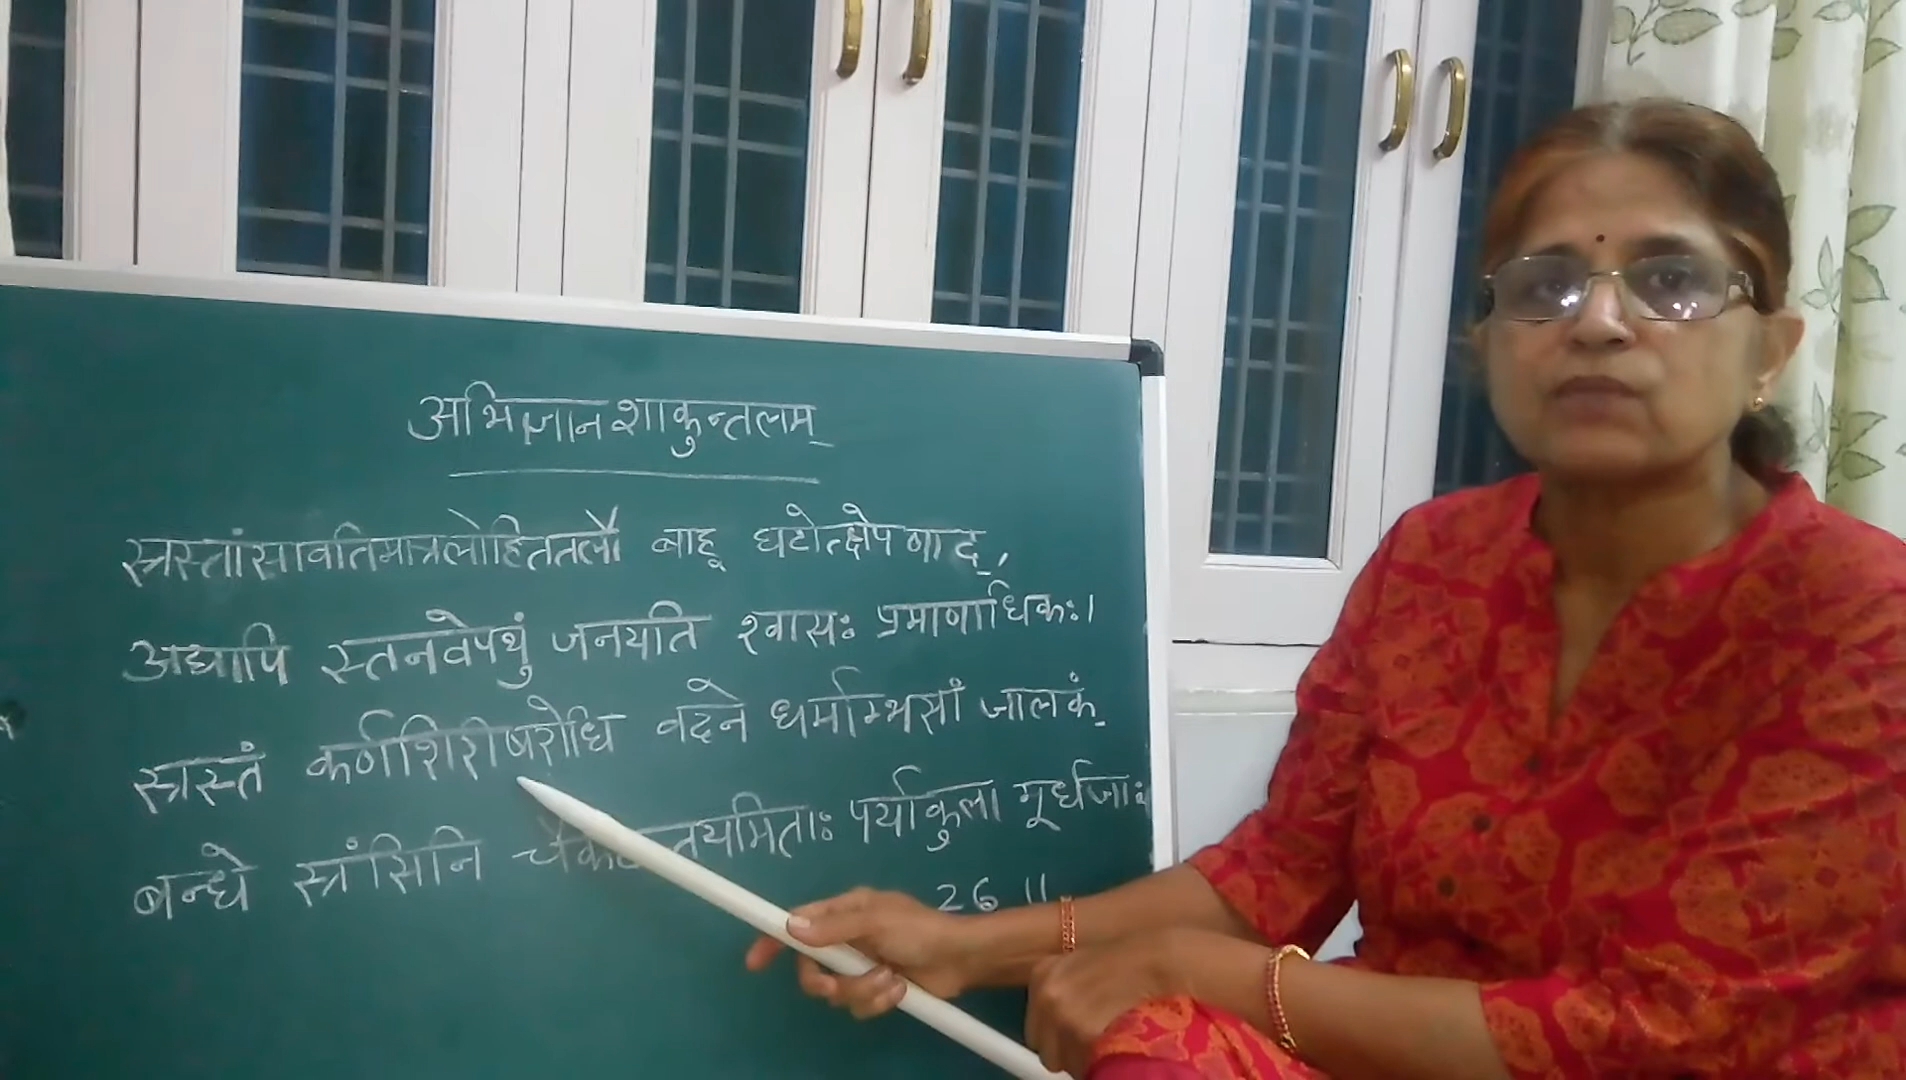 अभिज्ञानशाकुन्तलम्
स्त्रस्तांसावतिमात्रलोहिततलौ बाहू घटोत्क्षेपणाद्,
अद्यापि स्तनवेपथुं जनयति श्वासः प्रमाणाधिकः।
स्त्रस्तं कर्णशिरीषरोधि वदने धर्माम्भसां जालकं
बन्धे स्त्रंसिनि पर्याकुला मूर्धजाः
26॥